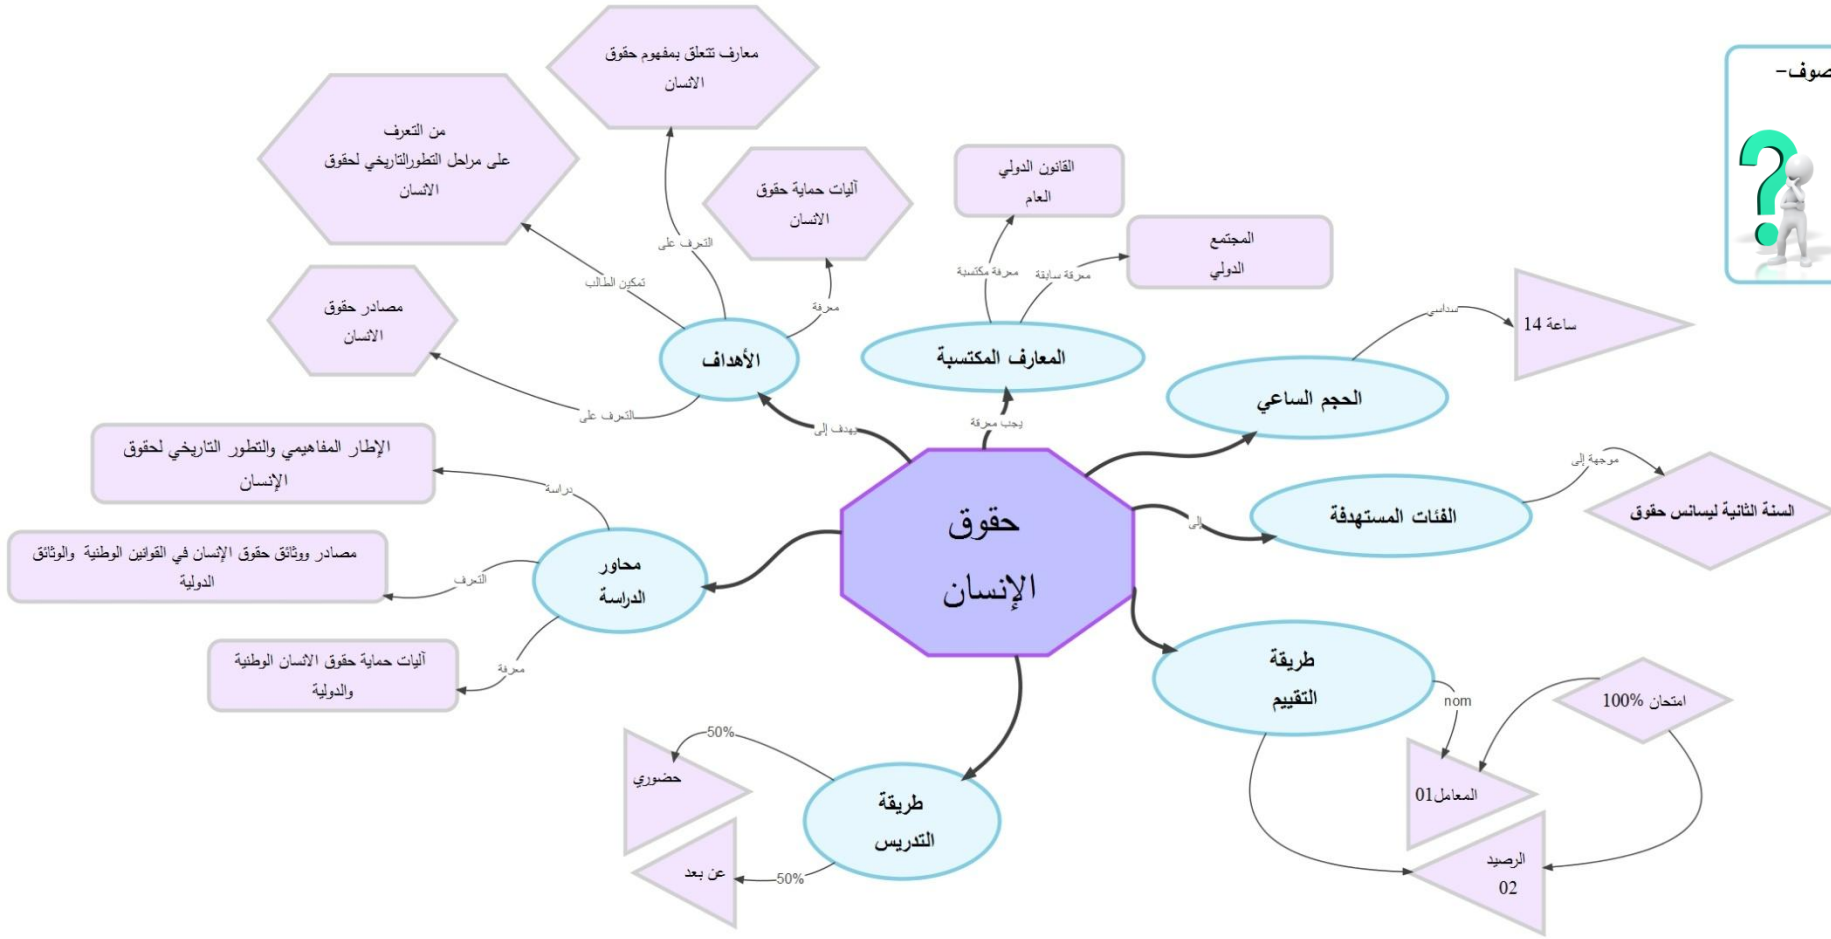 معارف تتعلق بمفهوم حقوق
الانسان
من التعرف
على مراحل التطورالتاريخي لحقوق
الانسان
آليات حماية حقوق
الانسان
مصادر حقوق
الانسان
التعرف على
تمكين الطالب
معرفة
التعرف على
الأهداف
يهدف إلى
القانون الدولي
العام
المجتمع
الدولي
معرفة مكتسبة
معرقة سابقة
المعارف المكتسبة
يجب معرقة
صوف-
ساعة 14
سداسي
الحجم الساعي
موجهة إلى
السنة الثانية ليسانس حقوق
الفئات المستهدفة
إلى
حقوق
الإنسان
الإطار المفاهيمي والتطور التاريخي لحقوق
الإنسان
دراسة
مصادر ووثائق حقوق الإنسان في القوانين الوطنية والوثائق
الدولية
التعرف
آليات حماية حقوق الانسان الوطنية
والدولية
معرفة
محاور
الدراسة
طريقة
التقييم
nom
امتحان 100%
المعامل01
الرصيد
02
طريقة
التدريس
50%
حضوري
50%
عن بعد